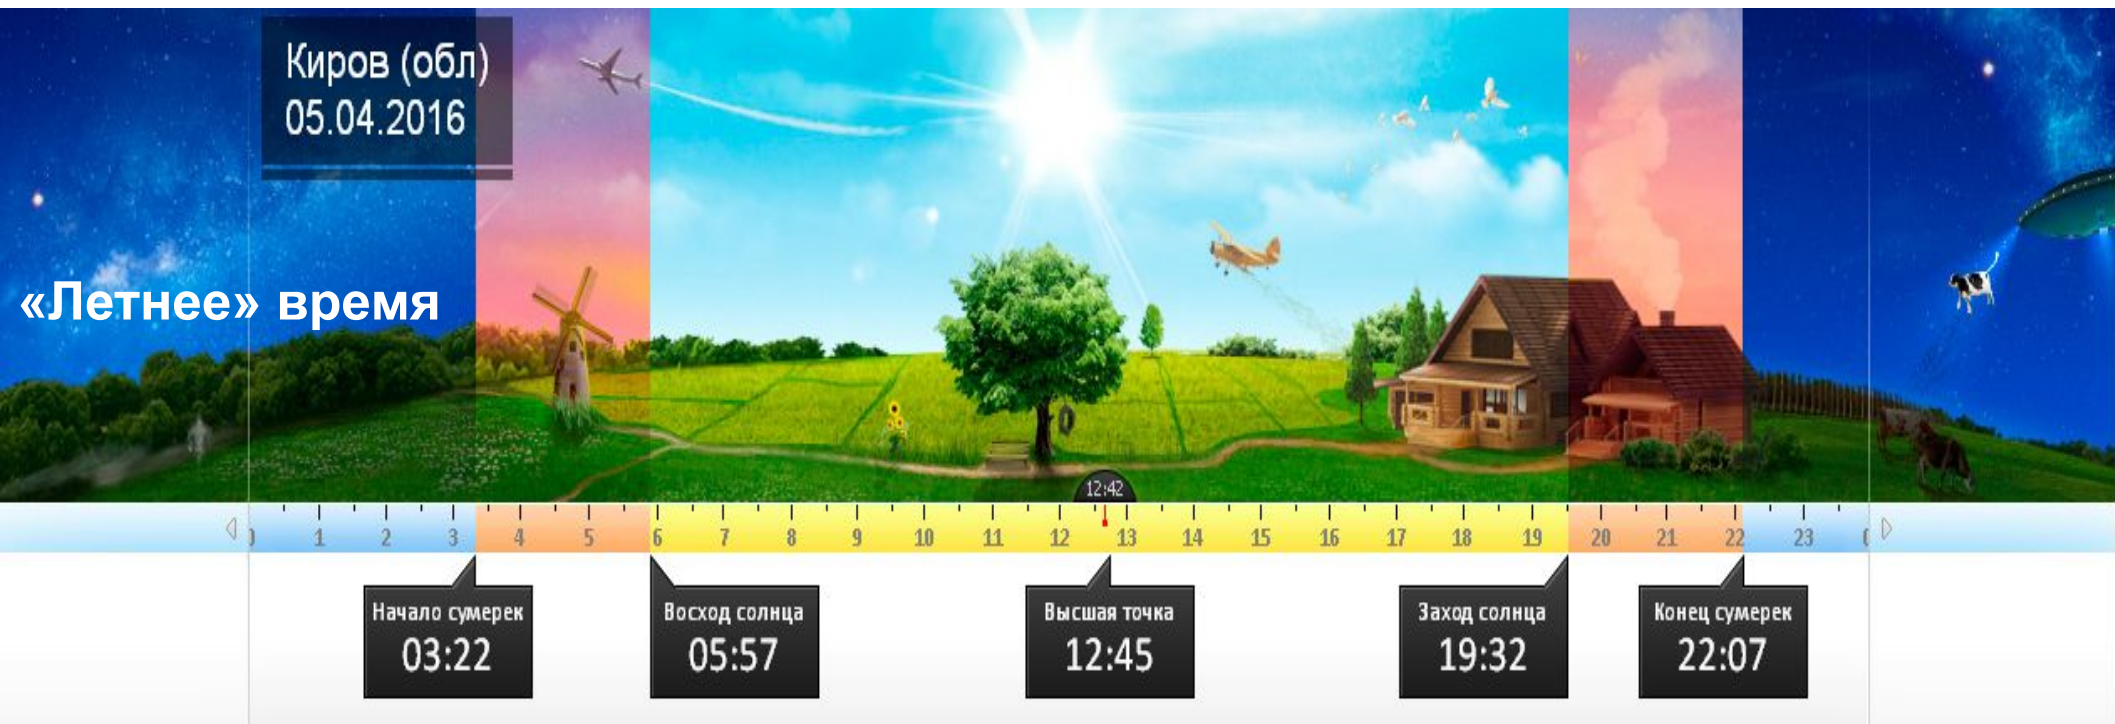 Киров (обл)
05.04.2016
«Летнее» время
12:42
1 2 3 4 5 6 7 8 9 10 11 12 13 14 15 16 17 18 19 20 21 22 23
Начало сумерек
03:22
Восход солнца
05:57
Высшая точка
12:45
Заход солнца
19:32
Конец сумерек
22:07